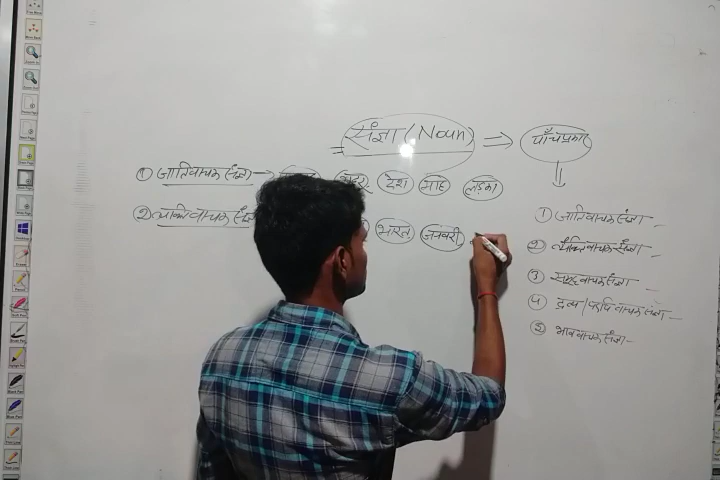 संज्ञा (Noun) ⇒ पाँच प्रकार
① जातिवाचक संज्ञा → शहर, देश माह लड़का
② व्यक्तिवाचक संज्ञा भारत, जनवरी
① जातिवाचक संज्ञा
② व्यक्तिवाचक संज्ञा
③ समूहवाचक संज्ञा
④ द्रव्य / पदार्थ वाचक संज्ञा
⑤ भाववाचक संज्ञा